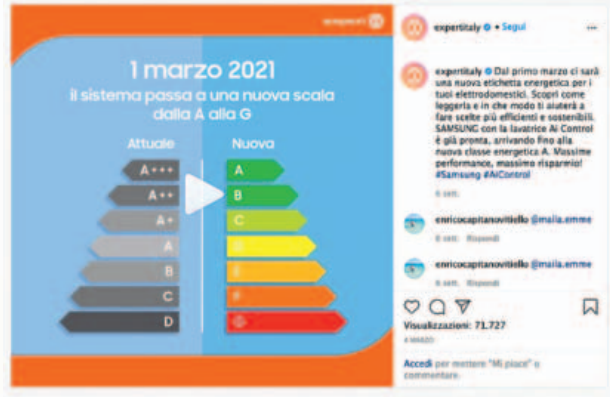 expertitaly • Segui
1 marzo 2021
il sistema passa a una nuova scala
dalla A alla G
Attuale
Nuova
A+++
A++
A+
A
B
C
D
A
B
C
E
F
G
expertitaly Dal primo marzo ci sarà
una nuova etichetta energetica per i
tuoi elettrodomestici. Scopri come
leggerla e in che modo ti aiuterà a
fare scelte più efficienti e sostenibili.
SAMSUNG con la lavatrice Ai Control
è già pronta, arrivando fino alla
nuova classe energetica A. Massime
performance, massimo risparmio!
#Samsung #AiControl
6 sett.
enricocapitanovitiello @maila.emme
6 sett. Rispondi
enricocapitanovitiello @maila.emme
6 sett. Rispondi
Visualizzazioni: 71.727
4 MARZO
Accedi per mettere "Mi piace" o
commentare.